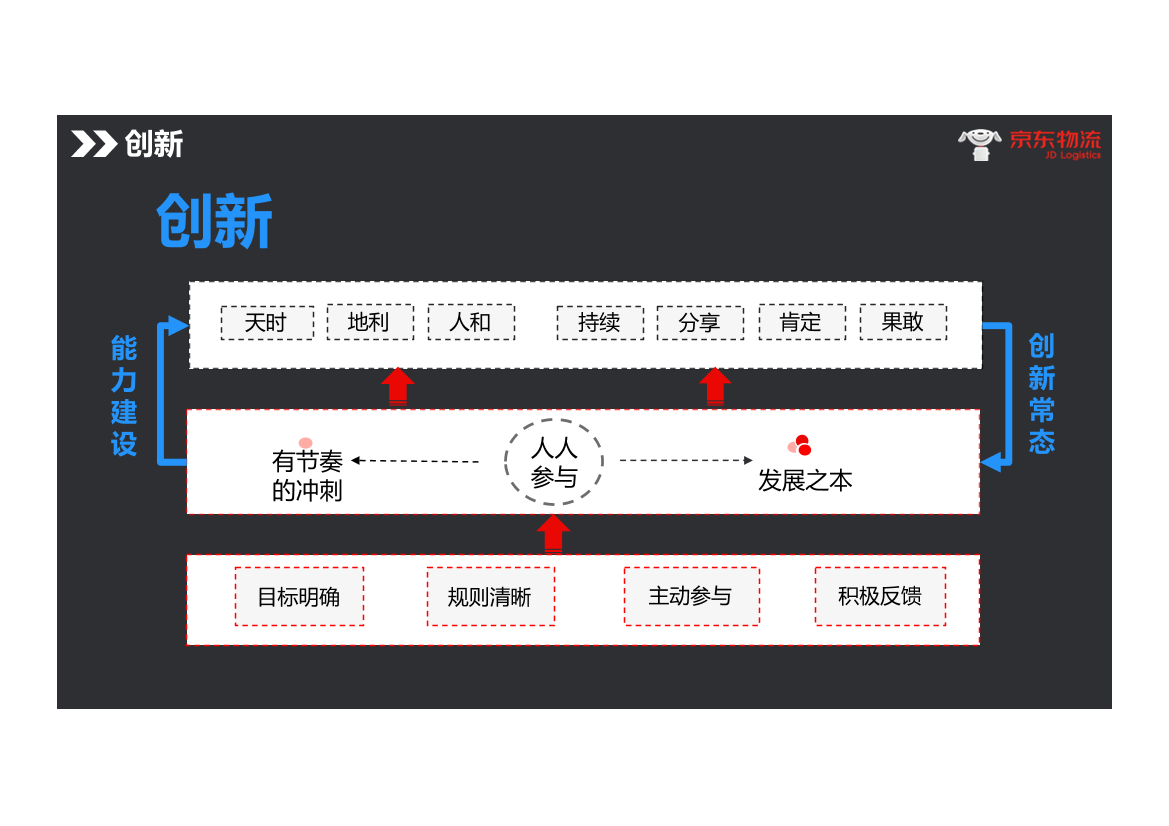 创新
京东物流
JD Logistics
创新
天时
地利
人和
持续
分享
肯定
果敢
能力建设
创新常态
有节奏
的冲刺
人人
参与
发展之本
目标明确
规则清晰
主动参与
积极反馈